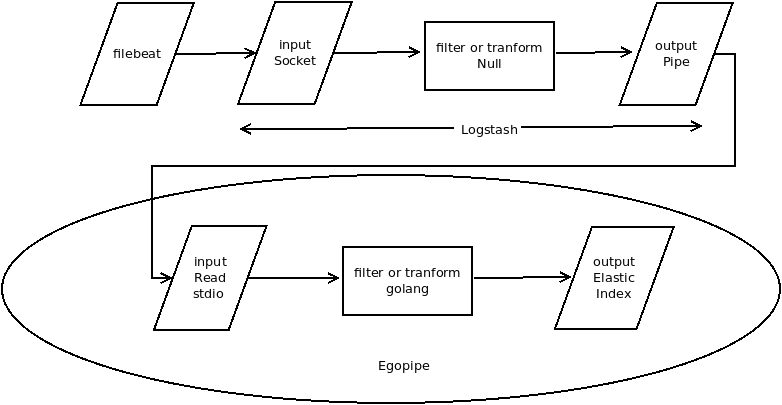 filebeat
input
Socket
filter or tranform
Null
output
Pipe
Logstash
input
Read
stdio
filter or tranform
golang
output
Elastic
Index
Egopipe